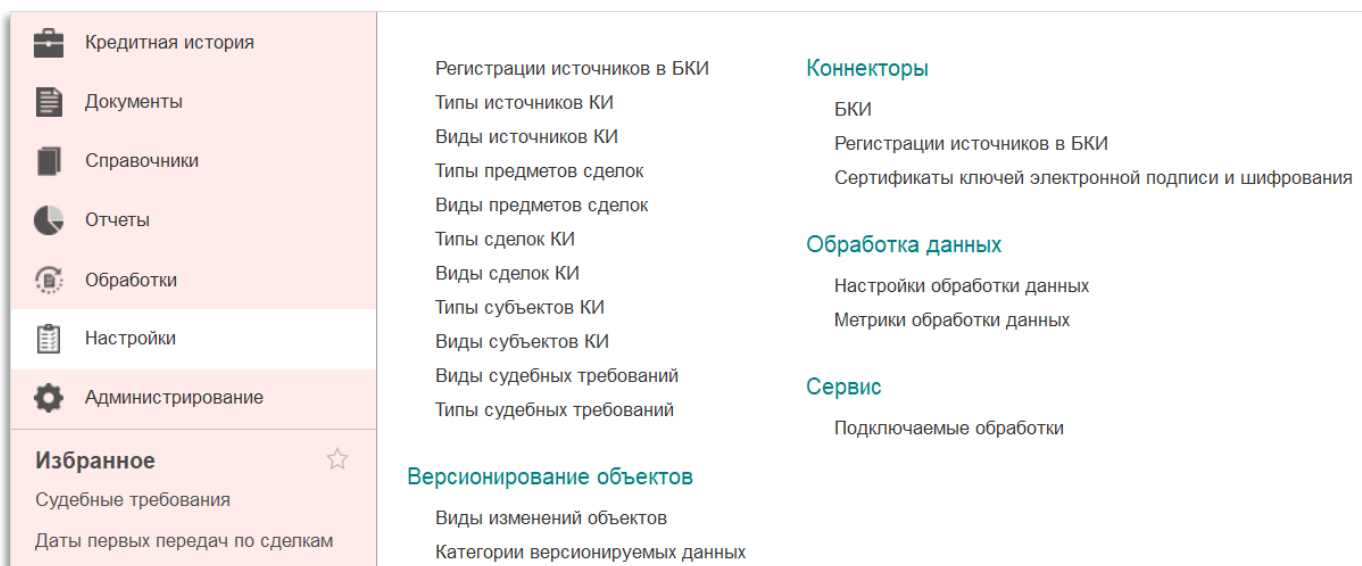 Кредитная история
Документы
Справочники
Отчеты
Обработки
Настройки
Администрирование
Избранное
Судебные требования
Даты первых передач по сделкам
Регистрации источников в БКИ
Типы источников КИ
Виды источников КИ
Типы предметов сделок
Виды предметов сделок
Типы сделок КИ
Виды сделок КИ
Типы субъектов КИ
Виды субъектов КИ
Виды судебных требований
Типы судебных требований
Версионирование объектов
Виды изменений объектов
Категории версионируемых данных
Коннекторы
БКИ
Регистрации источников в БКИ
Сертификаты ключей электронной подписи и шифрования
Обработка данных
Настройки обработки данных
Метрики обработки данных
Сервис
Подключаемые обработки